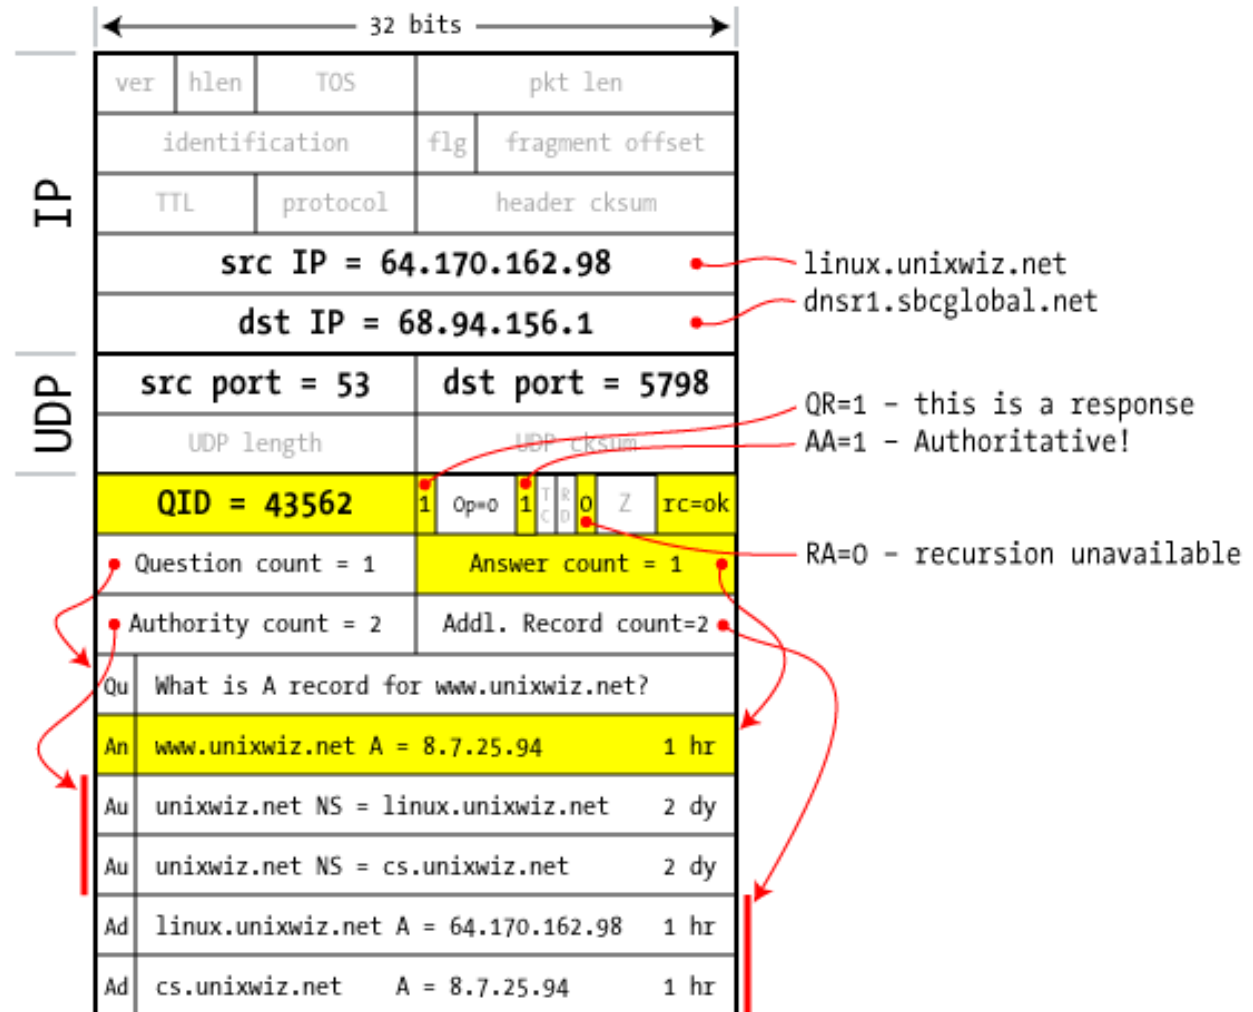 32 bits
ver hlen TOS pkt len
identification flg fragment offset
TTL protocol header cksum
IP
src IP = 64.170.162.98 linux.unixwiz.net
dst IP = 68.94.156.1 dnsr1.sbcglobal.net
UDP
src port = 53 dst port = 5798
QR=1 – this is a response
UDP length UDP cksum AA=1 – Authoritative!
QID = 43562 1 Op=0 1 TC RD 0 Z rc=ok
RA=0 – recursion unavailable
Question count = 1 Answer count = 1
Authority count = 2 Addl. Record count=2
Qu What is A record for www.unixwiz.net?
An www.unixwiz.net A = 8.7.25.94 1 hr
Au unixwiz.net NS = linux.unixwiz.net 2 dy
Au unixwiz.net NS = cs.unixwiz.net 2 dy
Ad linux.unixwiz.net A = 64.170.162.98 1 hr
Ad cs.unixwiz.net A = 8.7.25.94 1 hr